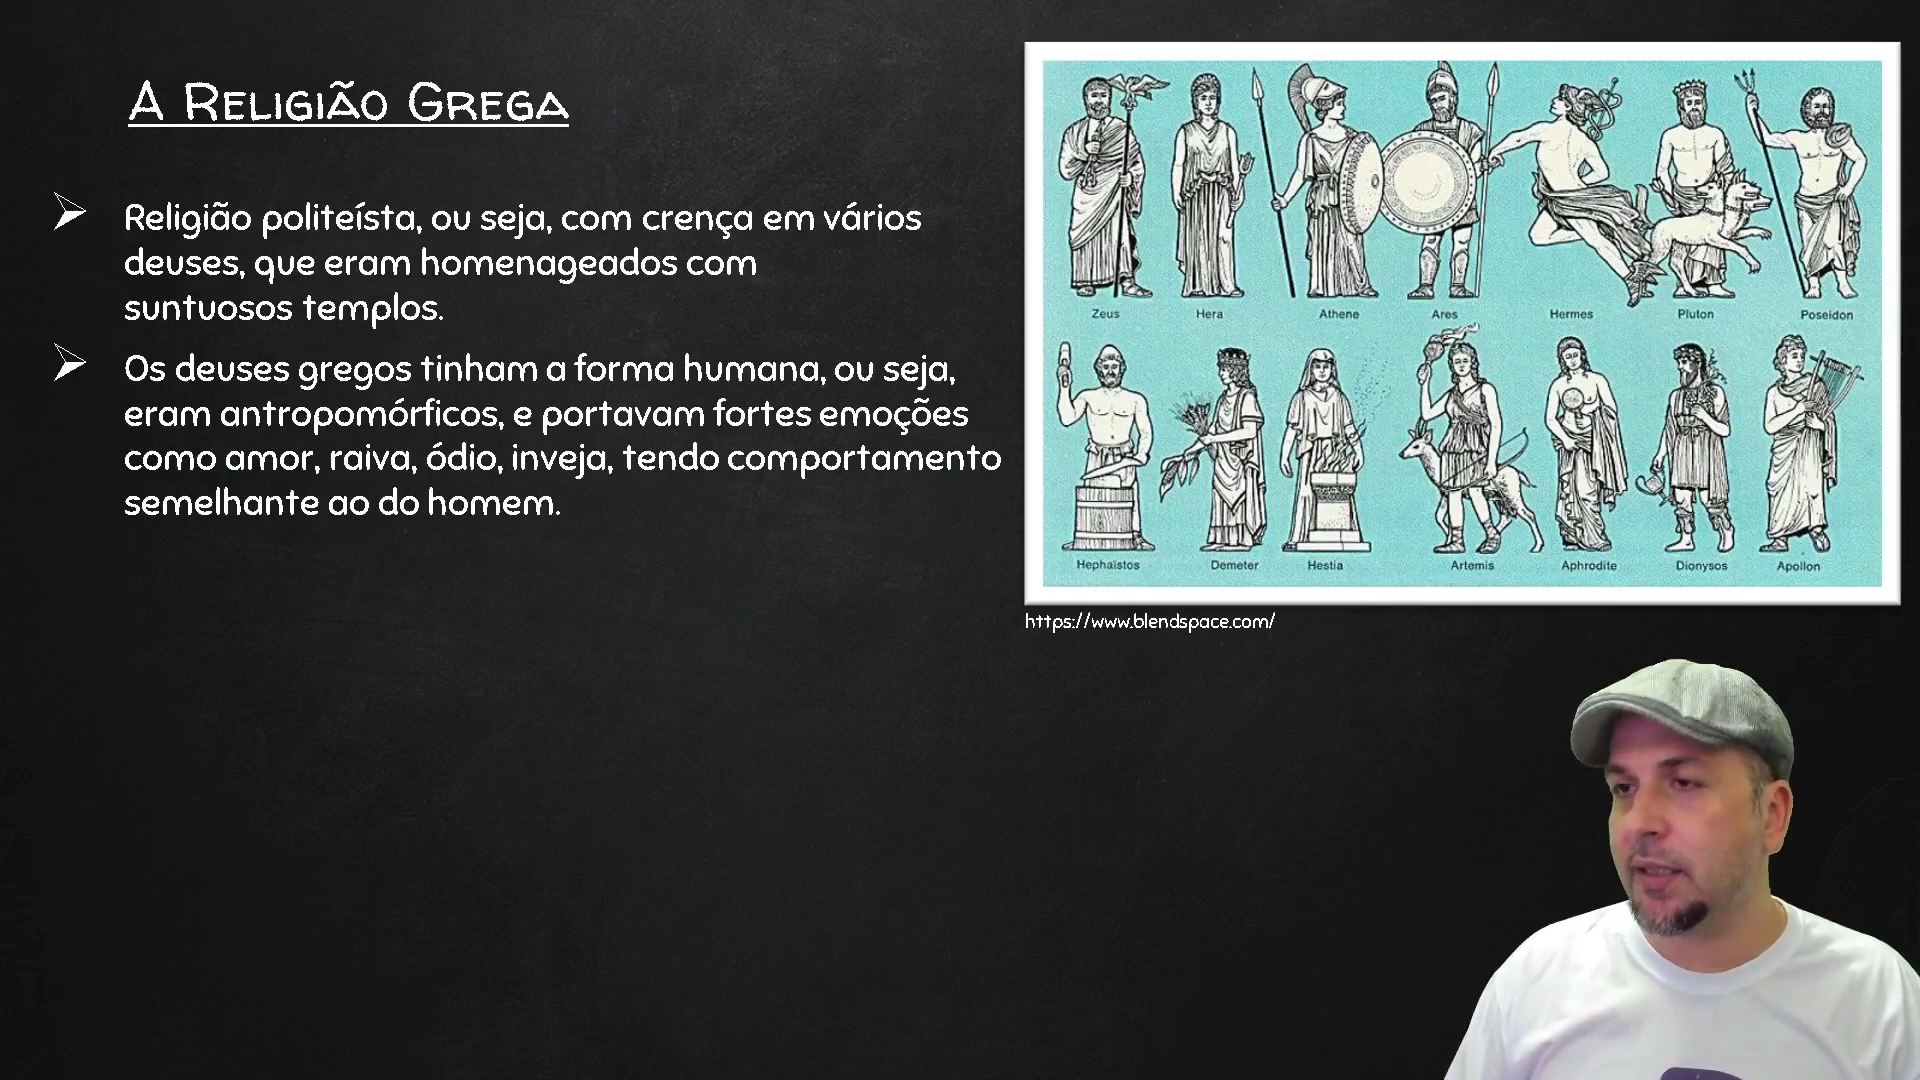 A Religião Grega
Religião politeísta, ou seja, com crença em vários
deuses, que eram homenageados com
suntuosos templos.
Os deuses gregos tinham a forma humana, ou seja,
eram antropomórficos, e portavam fortes emoções
como amor, raiva, ódio, inveja, tendo comportamento
semelhante ao do homem.
Zeus Hera Athene Ares Hermes Pluton Poseidon
Hephaïstos Demeter Hestia Artemis Aphrodite Dionysos Apollon
https://www.blendspace.com/